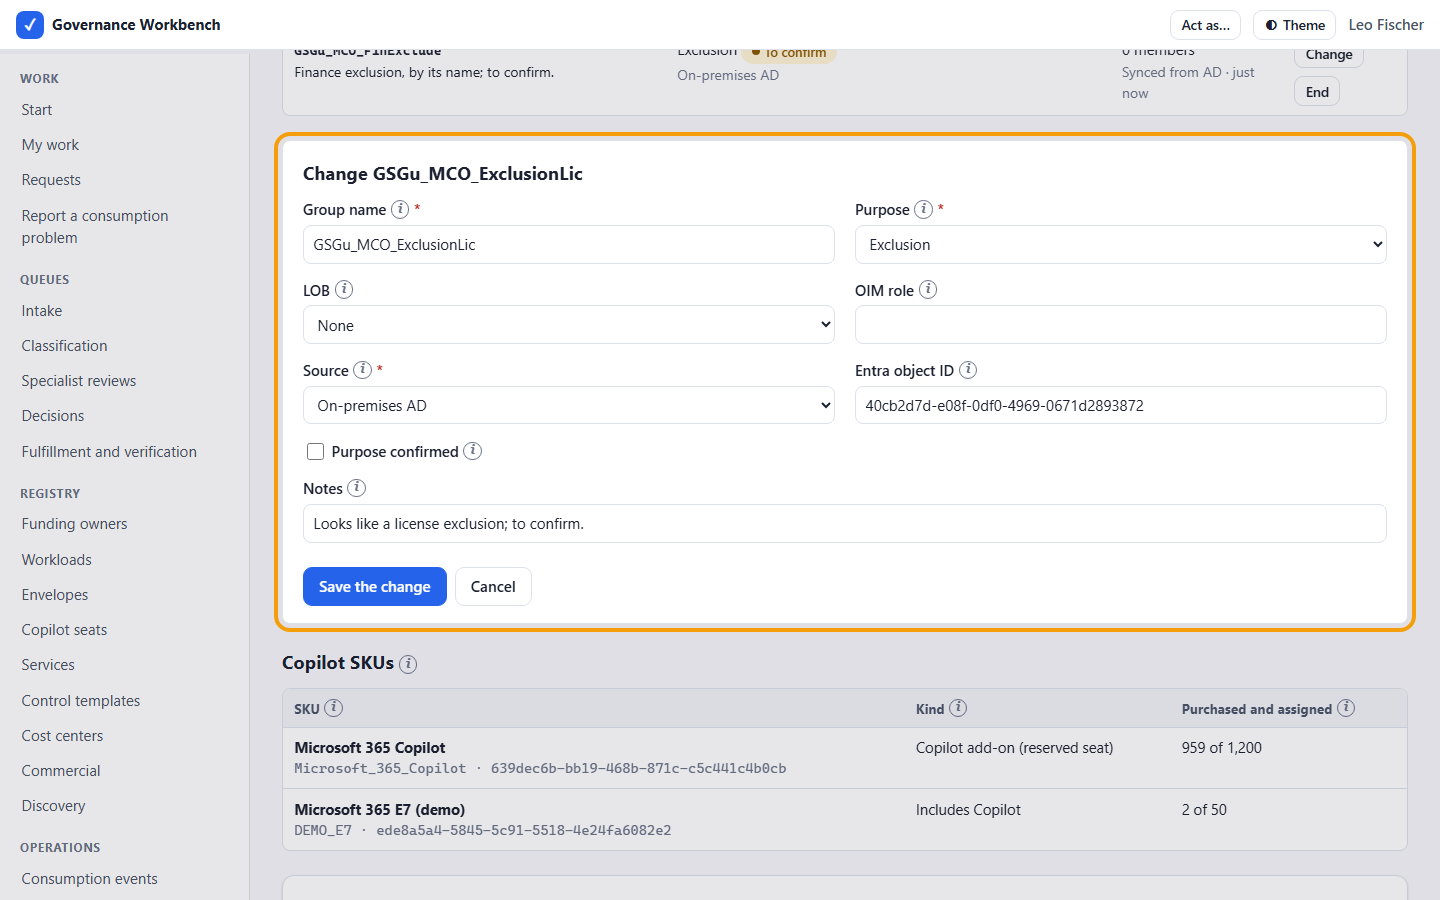 Governance Workbench
Act as...
Theme
Leo Fischer
WORK
Start
My work
Requests
Report a consumption
problem
QUEUES
Intake
Classification
Specialist reviews
Decisions
Fulfillment and verification
REGISTRY
Funding owners
Workloads
Envelopes
Copilot seats
Services
Control templates
Cost centers
Commercial
Discovery
OPERATIONS
Consumption events
GSGu_MCO_FinExclude
Finance exclusion, by its name; to confirm.
Exclusion To confirm
On-premises AD
0 members
Synced from AD · just
now
Change
End
Change GSGu_MCO_ExclusionLic
Group name *
GSGu_MCO_ExclusionLic
Purpose *
Exclusion
LOB
None
OIM role
Source *
On-premises AD
Entra object ID
40cb2d7d-e08f-0df0-4969-0671d2893872
Purpose confirmed
Notes
Looks like a license exclusion; to confirm.
Save the change
Cancel
Copilot SKUs
SKU Kind Purchased and assigned
Microsoft 365 Copilot Copilot add-on (reserved seat) 959 of 1,200
Microsoft_365_Copilot · 639dec6b-bb19-468b-871c-c5c441c4b0cb
Microsoft 365 E7 (demo) Includes Copilot 2 of 50
DEMO_E7 · ede8a5a4-5845-5c91-5518-4e24fa6082e2